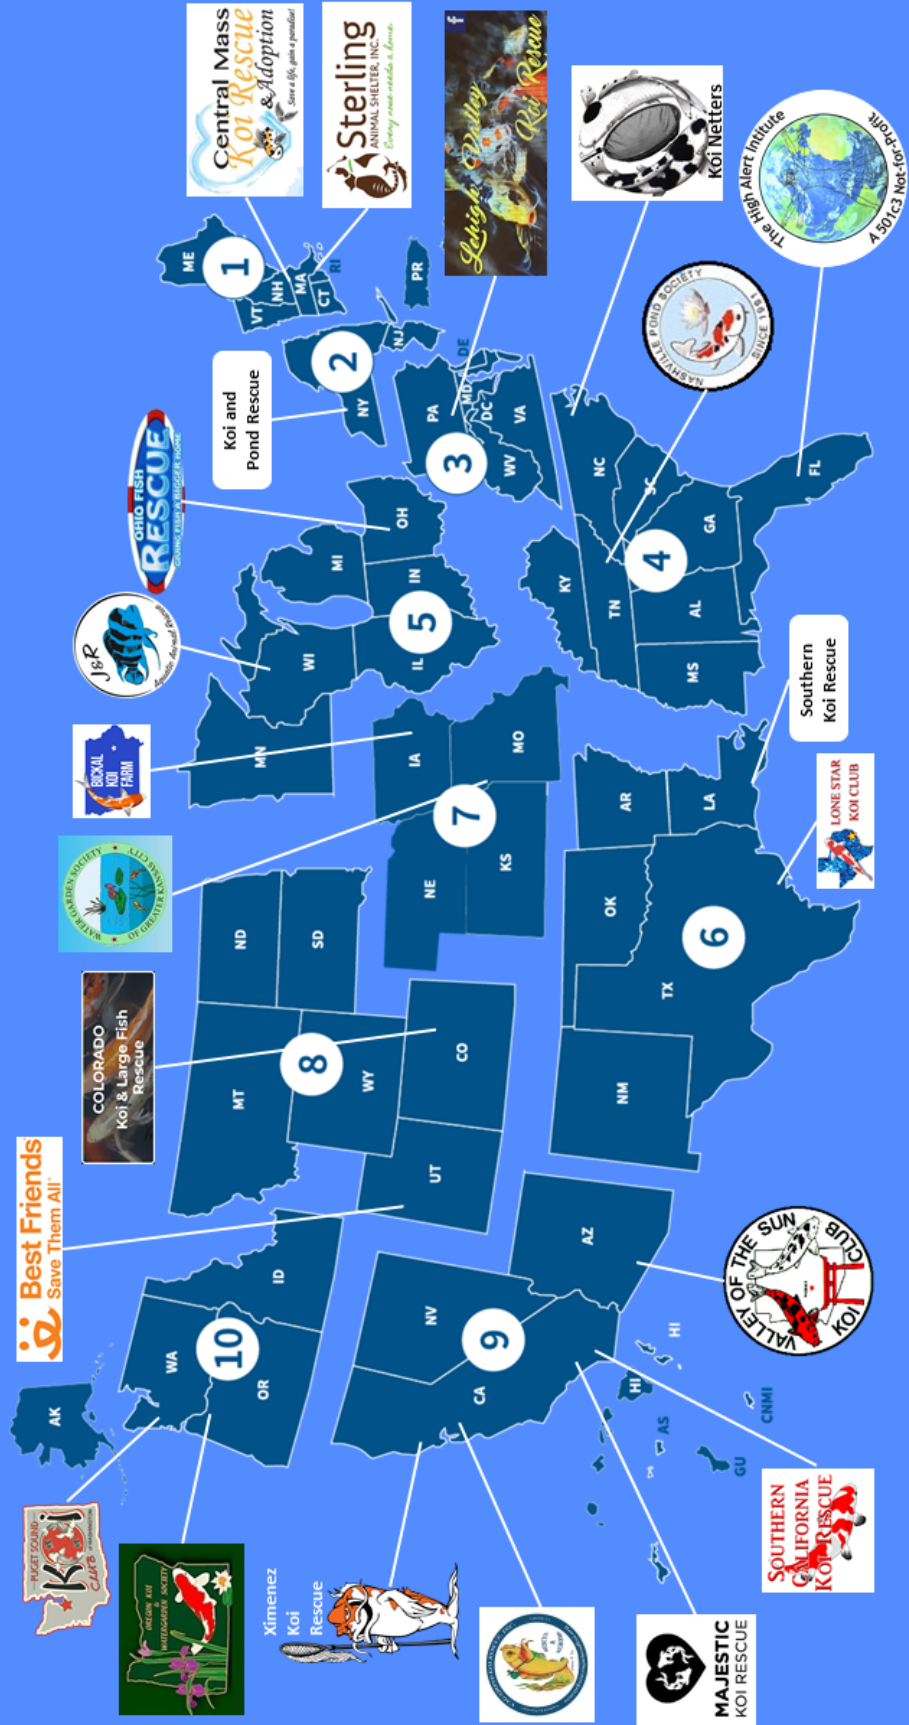 PUGET SOUND
Koi
CLUB
OF WASHINGTON
OREGON KOI
&
WATERGARDEN SOCIETY
Ximenez
Koi
Rescue
MAJESTIC
KOI RESCUE
SOUTHERN
CALIFORNIA
KOI RESCUE
VALLEY OF THE SUN
KOI CLUB
Best Friends
Save Them All
COLORADO
Koi & Large Fish
Rescue
WATER GARDEN SOCIETY
OF GREATER KANSAS CITY
BICKAL
KOI
FARM
J&R
OHIO FISH
RESCUE
GIVING FISH A BIGGER HOME
Koi and
Pond Rescue
Central Mass
Koi Rescue
& Adoption
Save a life, gain a paradise!
Sterling
ANIMAL SHELTER, INC.
Every nose needs a home.
f
Lehigh Valley
Koi Rescue
Koi Netters
NASHVILLE POND SOCIETY
SINCE 1991
The High Alert Intitute
A 501c3 Not-for-Profit
Southern
Koi Rescue
LONE STAR
KOI CLUB
AK
WA
10
OR
ID
NV
9
CA
AZ
HI
HI
AS
GU
CNMI
MT
ND
SD
8
WY
UT
CO
NE
7
KS
IA
MO
NM
OK
TX
6
AR
LA
MN
WI
MI
IL
5
IN
OH
KY
TN
4
NC
SC
MS
AL
GA
FL
PA
3
WV
VA
MD
DC
DE
NY
2
NJ
PR
ME
1
VT
NH
MA
CT
RI